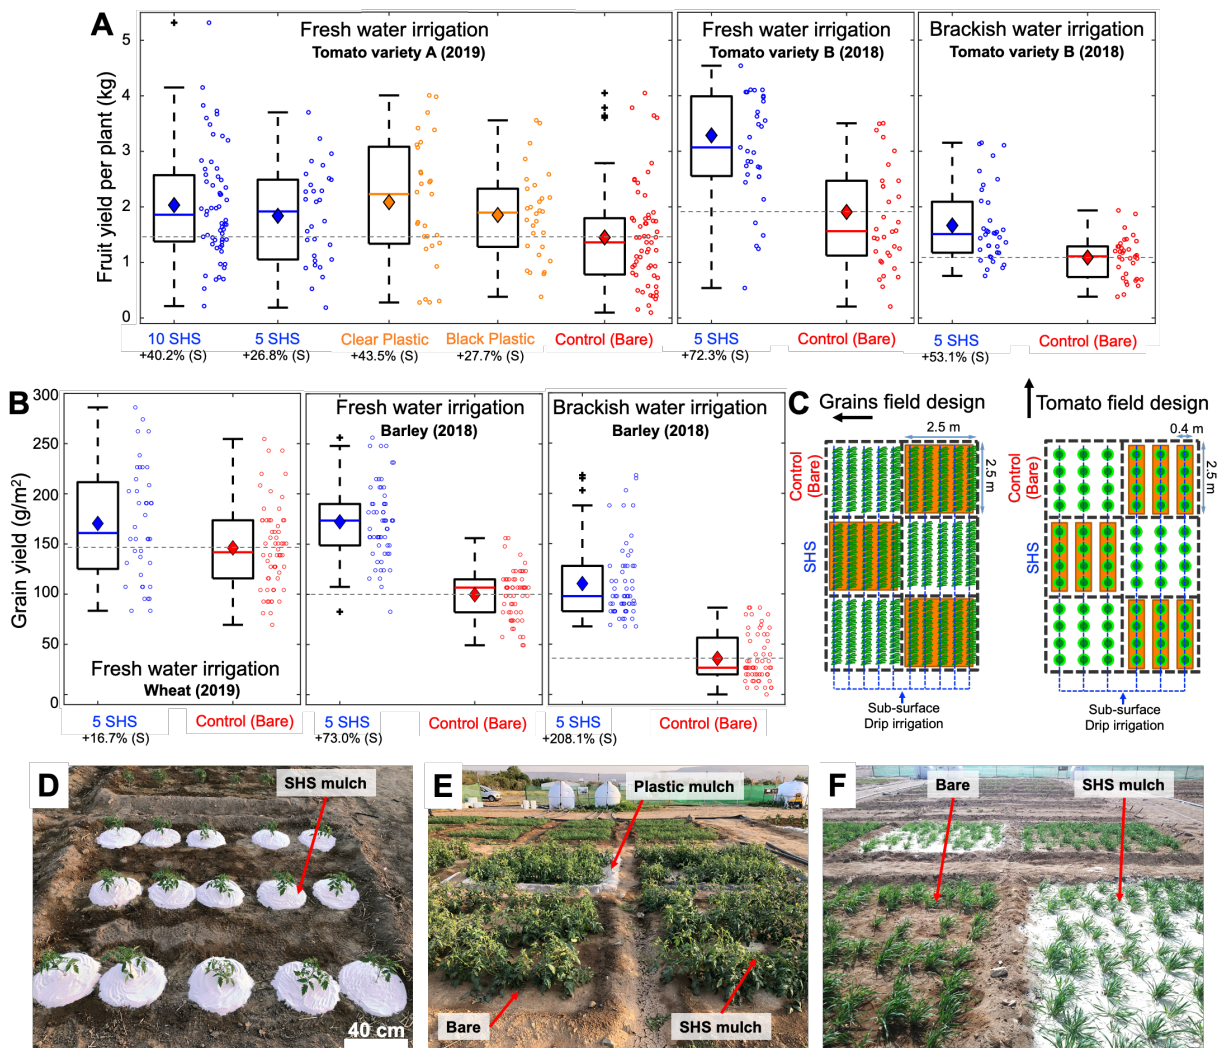 A
Fruit yield per plant (kg)
5
4
3
2
1
0
Fresh water irrigation
Tomato variety A (2019)
10 SHS
+40.2% (S)
5 SHS
+26.8% (S)
Clear Plastic
+43.5% (S)
Black Plastic
+27.7% (S)
Control (Bare)
Fresh water irrigation
Tomato variety B (2018)
5 SHS
+72.3% (S)
Control (Bare)
Brackish water irrigation
Tomato variety B (2018)
5 SHS
+53.1% (S)
Control (Bare)
B
Grain yield (g/m2)
300
250
200
150
100
50
0
Fresh water irrigation
Wheat (2019)
5 SHS
+16.7% (S)
Control (Bare)
Fresh water irrigation
Barley (2018)
5 SHS
+73.0% (S)
Control (Bare)
Brackish water irrigation
Barley (2018)
5 SHS
+208.1% (S)
Control (Bare)
C
Grains field design
2.5 m
2.5 m
Control
(Bare)
SHS
Sub-surface
Drip irrigation
Tomato field design
0.4 m
2.5 m
Control
(Bare)
SHS
Sub-surface
Drip irrigation
D
SHS mulch
40 cm
E
Plastic mulch
Bare
SHS mulch
F
Bare
SHS mulch